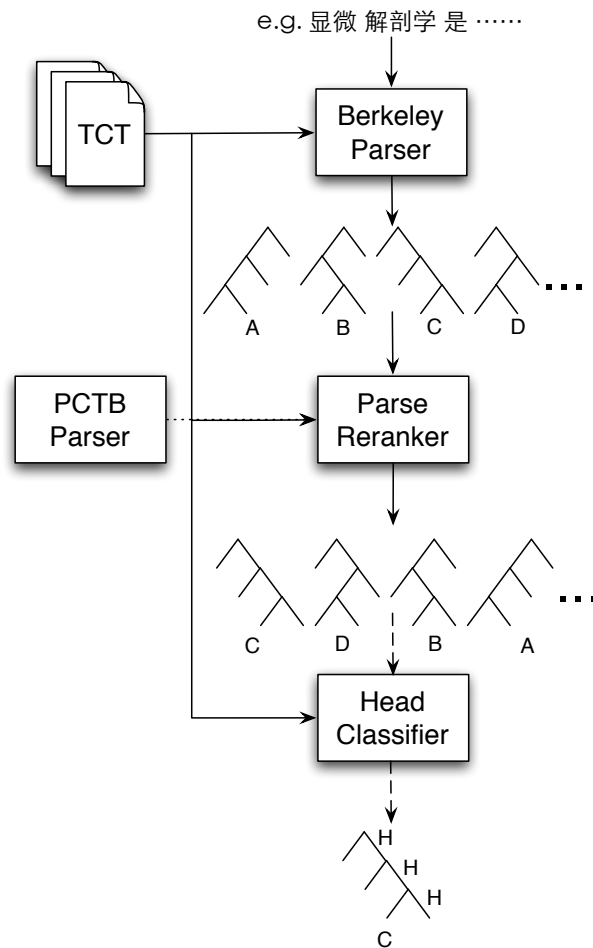 e.g. 显微 解剖学 是 ······
TCT
Berkeley
Parser
A B C D
PCTB
Parser
Parse
Reranker
C D B A
Head
Classifier
H
H
H
C